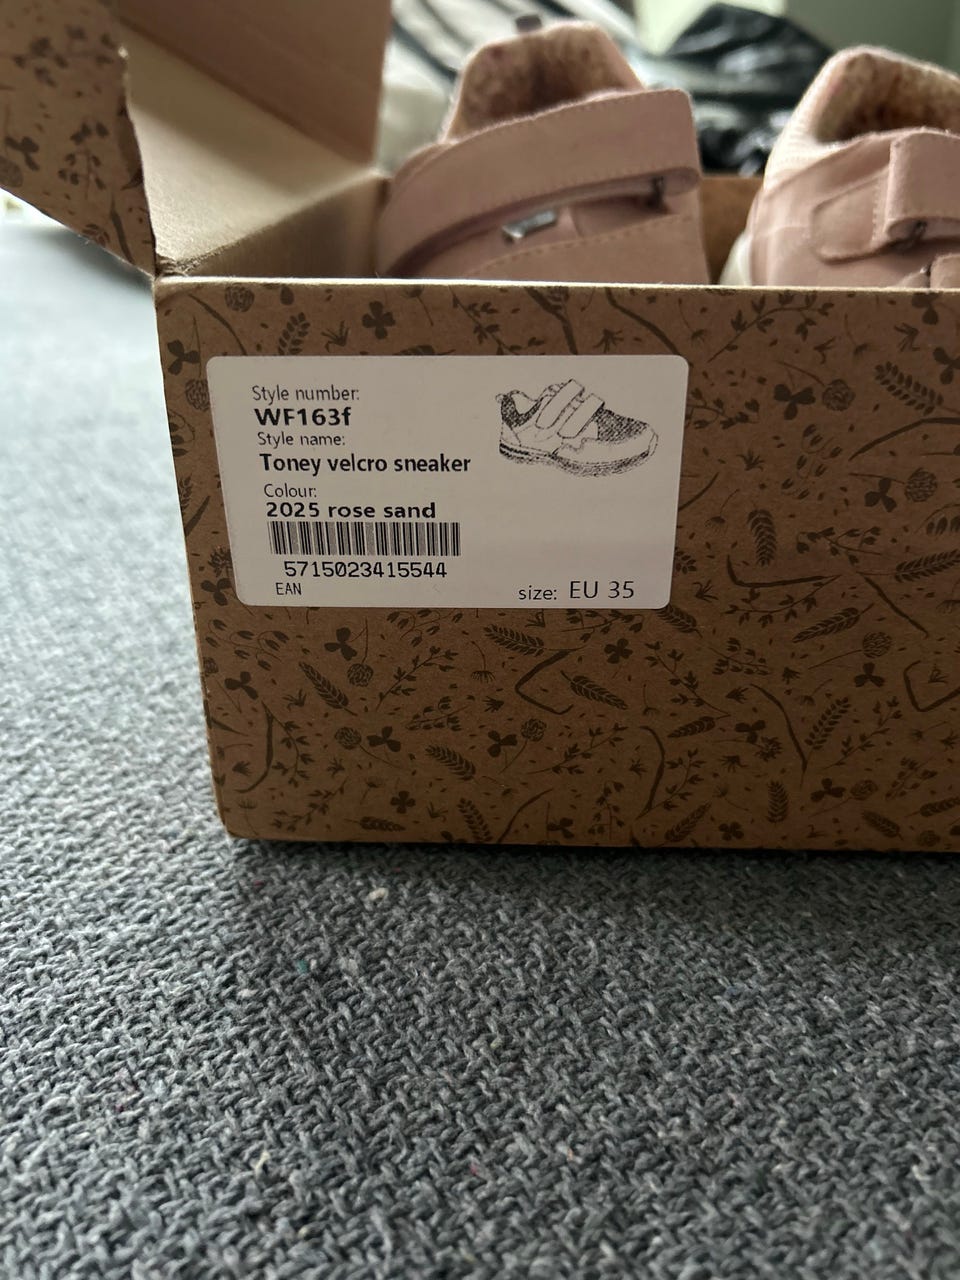 Style number:
WF163f
Style name:
Toney velcro sneaker
Colour:
2025 rose sand
5715023415544
EAN
size: EU 35